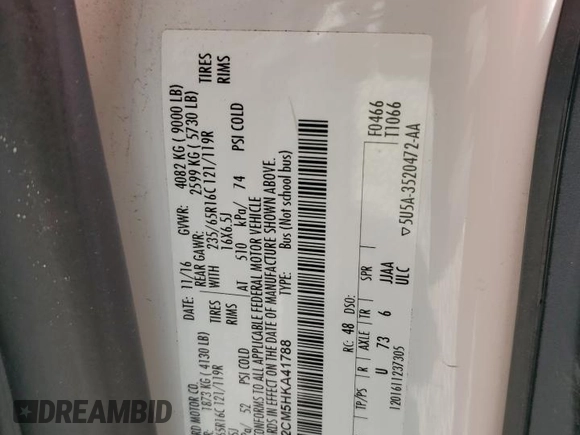 RD MOTOR CO.
DATE: 11/16
GVWR: 4082 KG ( 9000 LB)
1873 KG ( 4130 LB)
REAR GAWR: 2599 KG ( 5730 LB)
65R16C 121/119R
TIRES WITH 235/65R16C 121/119R TIRES
RIMS 16X6.5J RIMS
52 PSI COLD
AT 510 kPa/ 74 PSI COLD
CONFORMS TO ALL APPLICABLE FEDERAL MOTOR VEHICLE
RDS IN EFFECT ON THE DATE OF MANUFACTURE SHOWN ABOVE.
2CM5HKA41788
TYPE: Bus (Not school bus)
F0466
T1066
RC: 48 DSO:
TP/PS R AXLE TR SPR
U 73 6 JJAA
1201611237305 ULC
▽5U5A-3520472-AA
DREAMBID